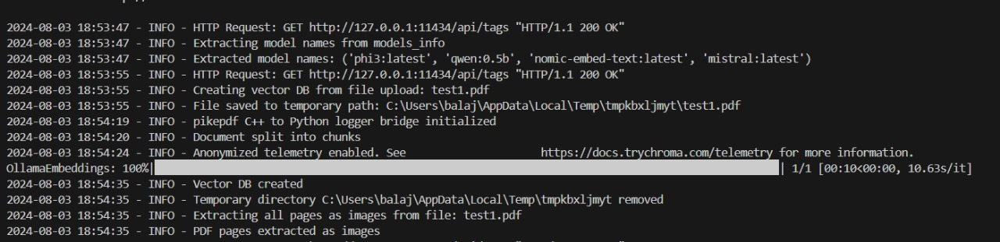 2024-08-03 18:53:47 - INFO - HTTP Request: GET http://127.0.0.1:11434/api/tags "HTTP/1.1 200 OK"
2024-08-03 18:53:47 - INFO - Extracting model names from models_info
2024-08-03 18:53:47 - INFO - Extracted model names: ('phi3:latest', 'qwen:0.5b', 'nomic-embed-text:latest', 'mistral:latest')
2024-08-03 18:53:55 - INFO - HTTP Request: GET http://127.0.0.1:11434/api/tags "HTTP/1.1 200 OK"
2024-08-03 18:53:55 - INFO - Creating vector DB from file upload: test1.pdf
2024-08-03 18:53:55 - INFO - File saved to temporary path: C:\Users\balaj\AppData\Local\Temp\tmpkbxljmyt\test1.pdf
2024-08-03 18:54:19 - INFO - pikepdf C++ to Python logger bridge initialized
2024-08-03 18:54:20 - INFO - Document split into chunks
2024-08-03 18:54:24 - INFO - Anonymized telemetry enabled. See                     https://docs.trychroma.com/telemetry for more information.
OllamaEmbeddings: 100%|██████████| 1/1 [00:10<00:00, 10.63s/it]
2024-08-03 18:54:35 - INFO - Vector DB created
2024-08-03 18:54:35 - INFO - Temporary directory C:\Users\balaj\AppData\Local\Temp\tmpkbxljmyt removed
2024-08-03 18:54:35 - INFO - Extracting all pages as images from file: test1.pdf
2024-08-03 18:54:35 - INFO - PDF pages extracted as images